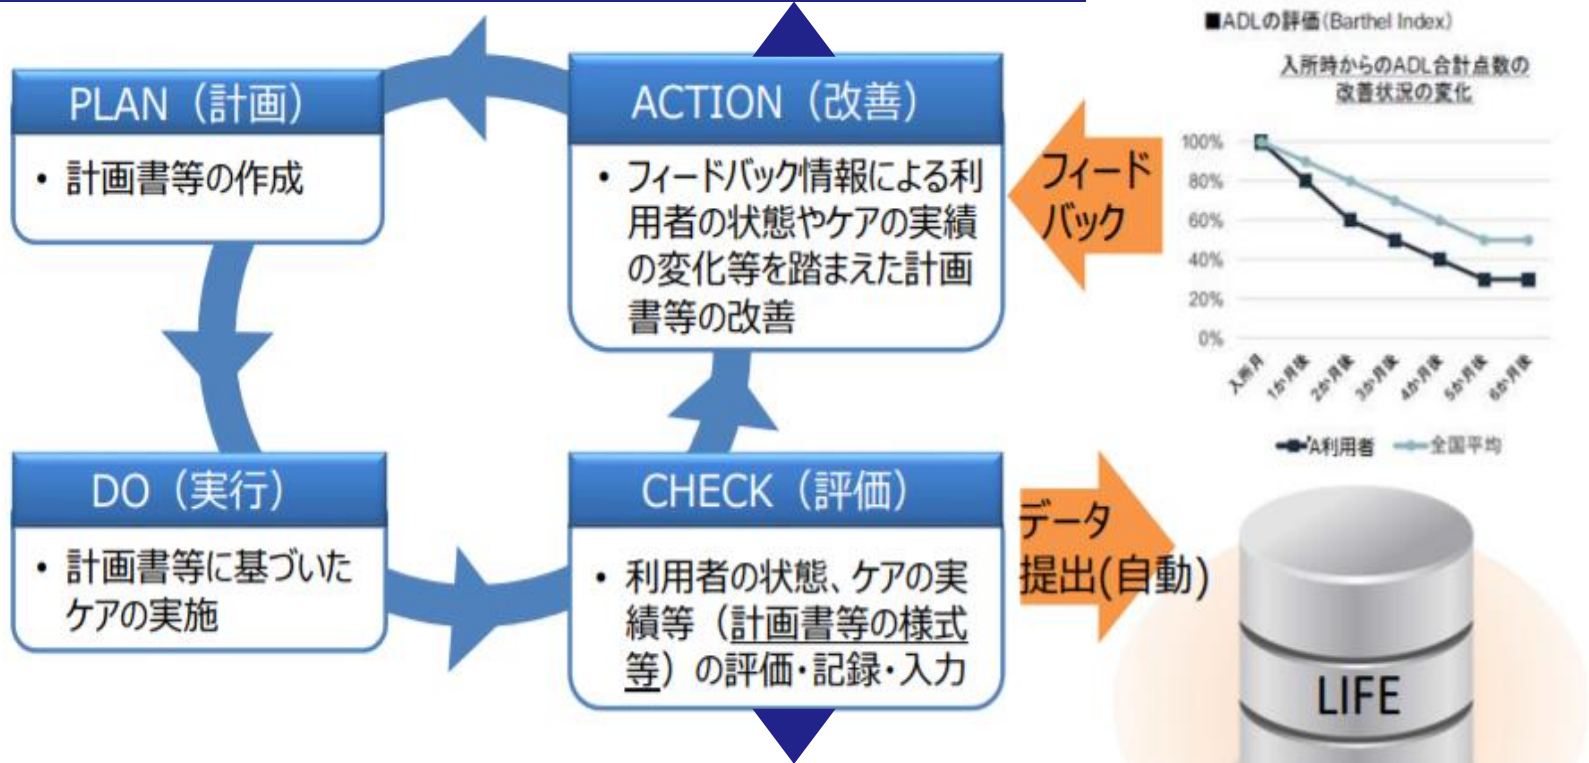 PLAN（計画）
• 計画書等の作成
ACTION（改善）
• フィードバック情報による利
用者の状態やケアの実績
の変化等を踏まえた計画
書等の改善
フィード
バック
■ADLの評価(Barthel Index)
入所時からのADL合計点数の
改善状況の変化
100%
80%
60%
40%
20%
0%
入所月
1か月後
2か月後
3か月後
4か月後
5か月後
6か月後
A利用者
全国平均
DO（実行）
• 計画書等に基づいた
ケアの実施
CHECK（評価）
• 利用者の状態、ケアの実
績等（計画書等の様式
等）の評価・記録・入力
データ
提出(自動)
LIFE